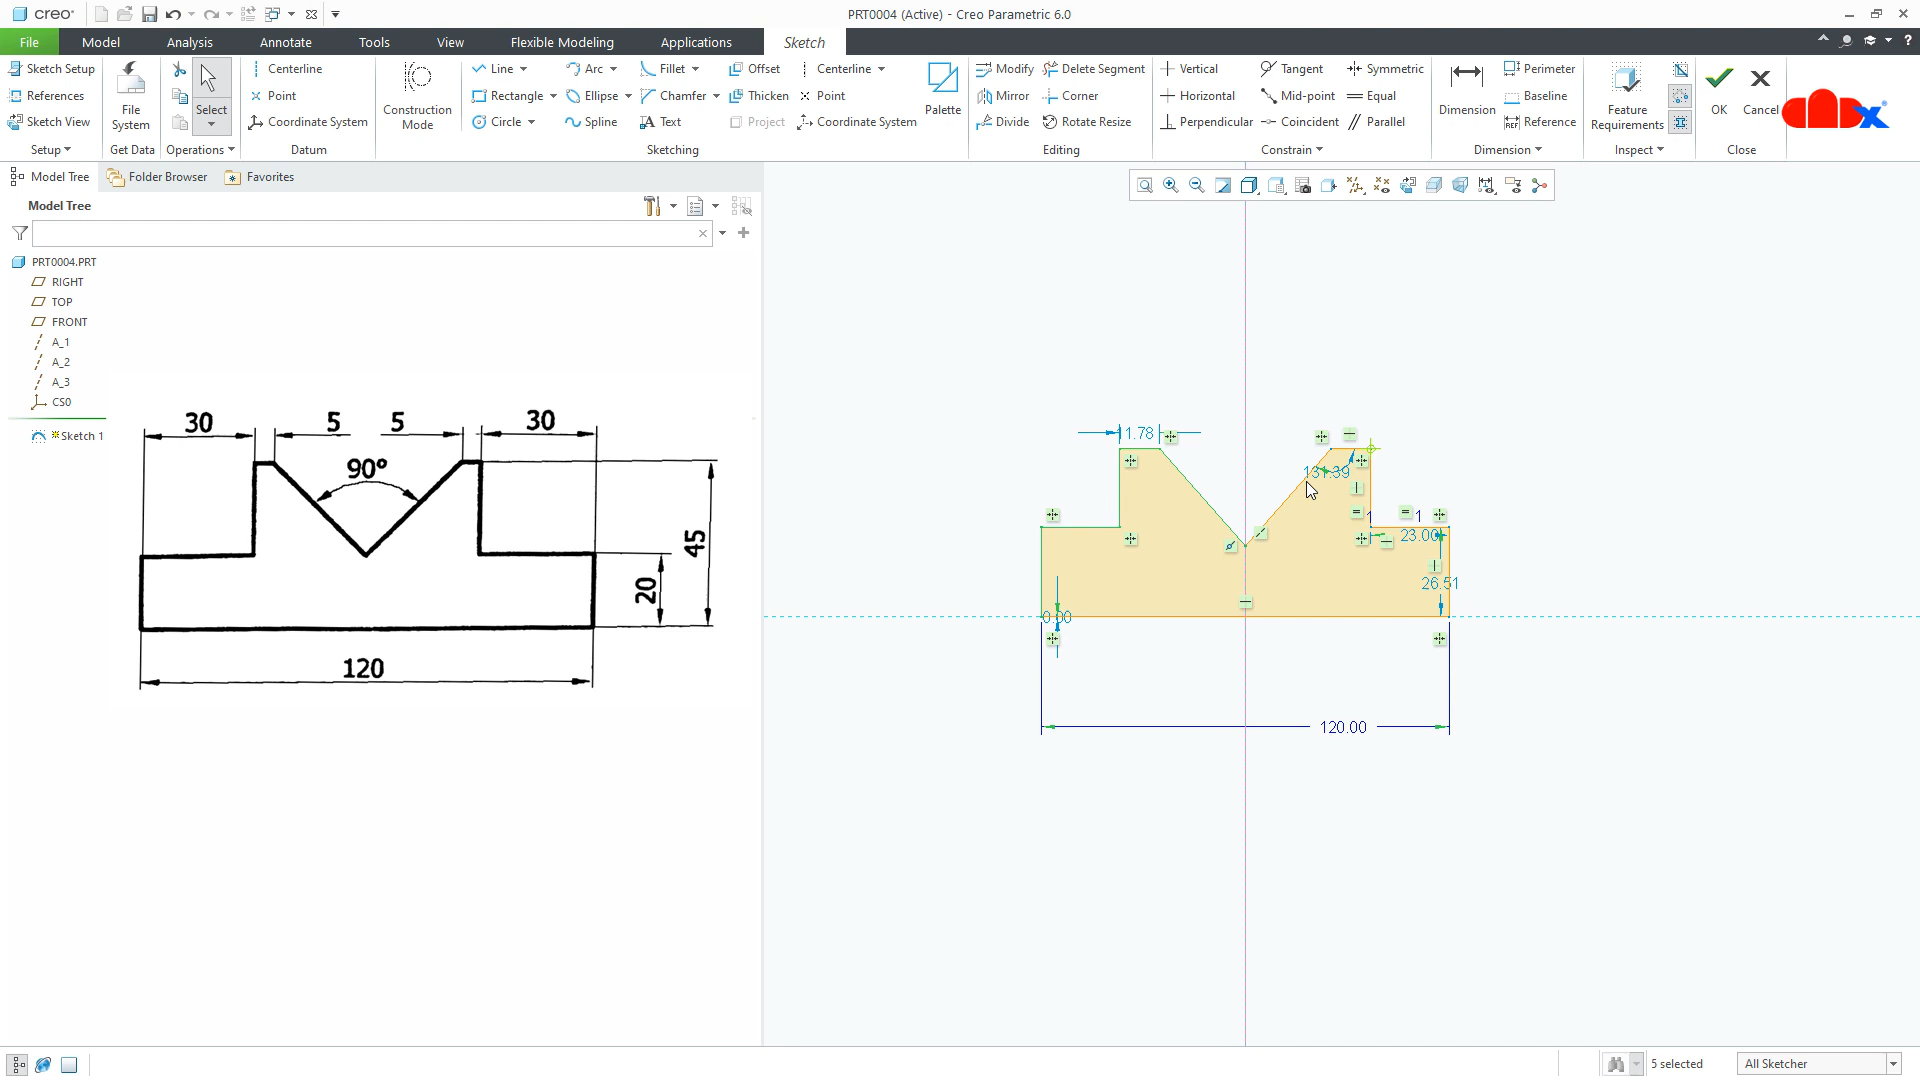 creo®
PRT0004 (Active) - Creo Parametric 6.0
File Model Analysis Annotate Tools View Flexible Modeling Applications Sketch
Sketch Setup
References
Sketch View
Setup
File System
Get Data
Select
Operations
Centerline
Point
Coordinate System
Datum
Construction Mode
Line Arc Fillet Offset Centerline
Rectangle Ellipse Chamfer Thicken Point
Circle Spline Text Project Coordinate System
Palette
Sketching
Modify Delete Segment
Mirror Corner
Divide Rotate Resize
Editing
Vertical Tangent Symmetric
Horizontal Mid-point Equal
Perpendicular Coincident Parallel
Constrain
Dimension
Perimeter
Baseline
REF Reference
Dimension
Feature Requirements
Inspect
OK Cancel
Close
Model Tree Folder Browser Favorites
Model Tree
PRT0004.PRT
RIGHT
TOP
FRONT
A_1
A_2
A_3
CS0
Sketch 1
30 5 5 30
90°
45
20
120
1.78
131.39
1 1
23.00
26.51
0.00
120.00
5 selected
All Sketcher